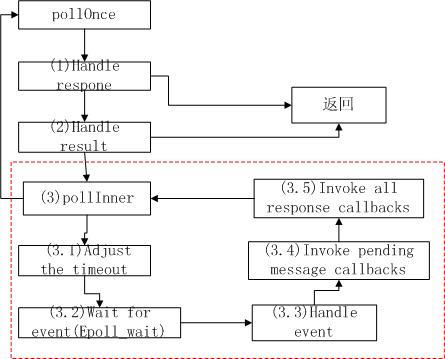 pollOnce
(1)Handle
respone
返回
(2)Handle
result
(3)pollInner
(3.5)Invoke all
response callbacks
(3.1)Adjust
the timeout
(3.4)Invoke pending
message callbacks
(3.2)Wait for
event(Epoll_wait)
(3.3)Handle
event